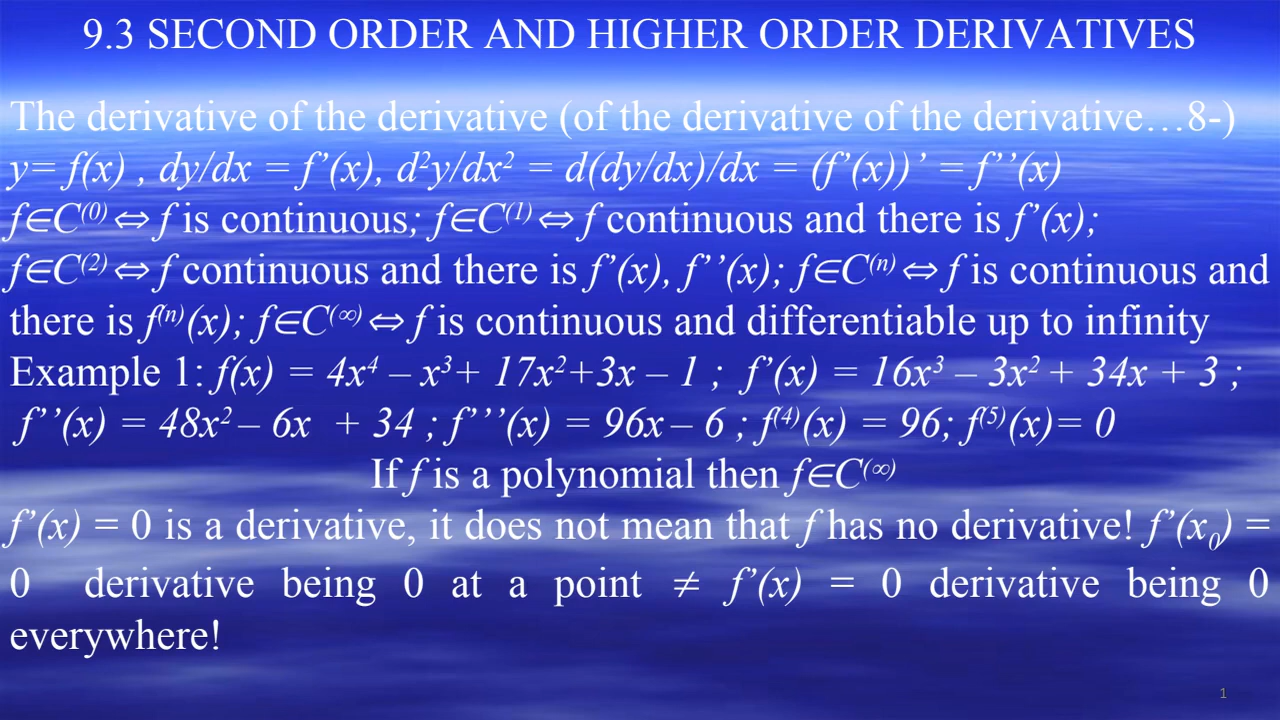 9.3 SECOND ORDER AND HIGHER ORDER DERIVATIVES
The derivative of the derivative (of the derivative of the derivative…8-)
y= f(x) , dy/dx = f’(x), d²y/dx² = d(dy/dx)/dx = (f’(x))’ = f’’(x)
f∈C⁽⁰⁾⇔ f is continuous; f∈C⁽¹⁾⇔ f continuous and there is f’(x);
f∈C⁽²⁾⇔ f continuous and there is f’(x), f’’(x); f∈C⁽ⁿ⁾⇔ f is continuous and
there is f⁽ⁿ⁾(x); f∈C^(∞)⇔ f is continuous and differentiable up to infinity
Example 1: f(x) = 4x⁴ – x³+ 17x²+3x – 1 ; f’(x) = 16x³ – 3x² + 34x + 3 ;
f’’(x) = 48x² – 6x + 34 ; f’’’(x) = 96x – 6 ; f⁽⁴⁾(x) = 96; f⁽⁵⁾(x)= 0
If f is a polynomial then f∈C^(∞)
f’(x) = 0 is a derivative, it does not mean that f has no derivative! f’(x₀) =
0 derivative being 0 at a point ≠ f’(x) = 0 derivative being 0
everywhere!
1